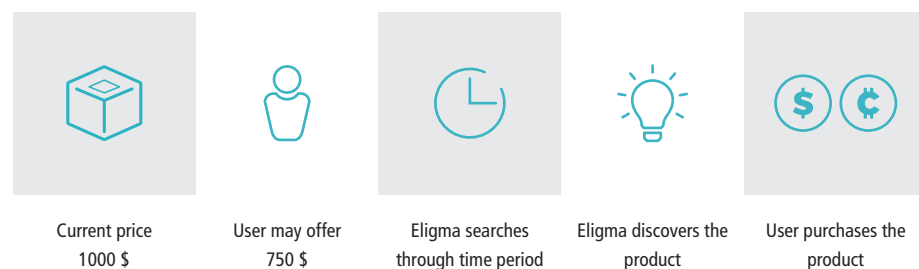 Current price
1000 $
User may offer
750 $
Eligma searches
through time period
Eligma discovers the
product
User purchases the
product